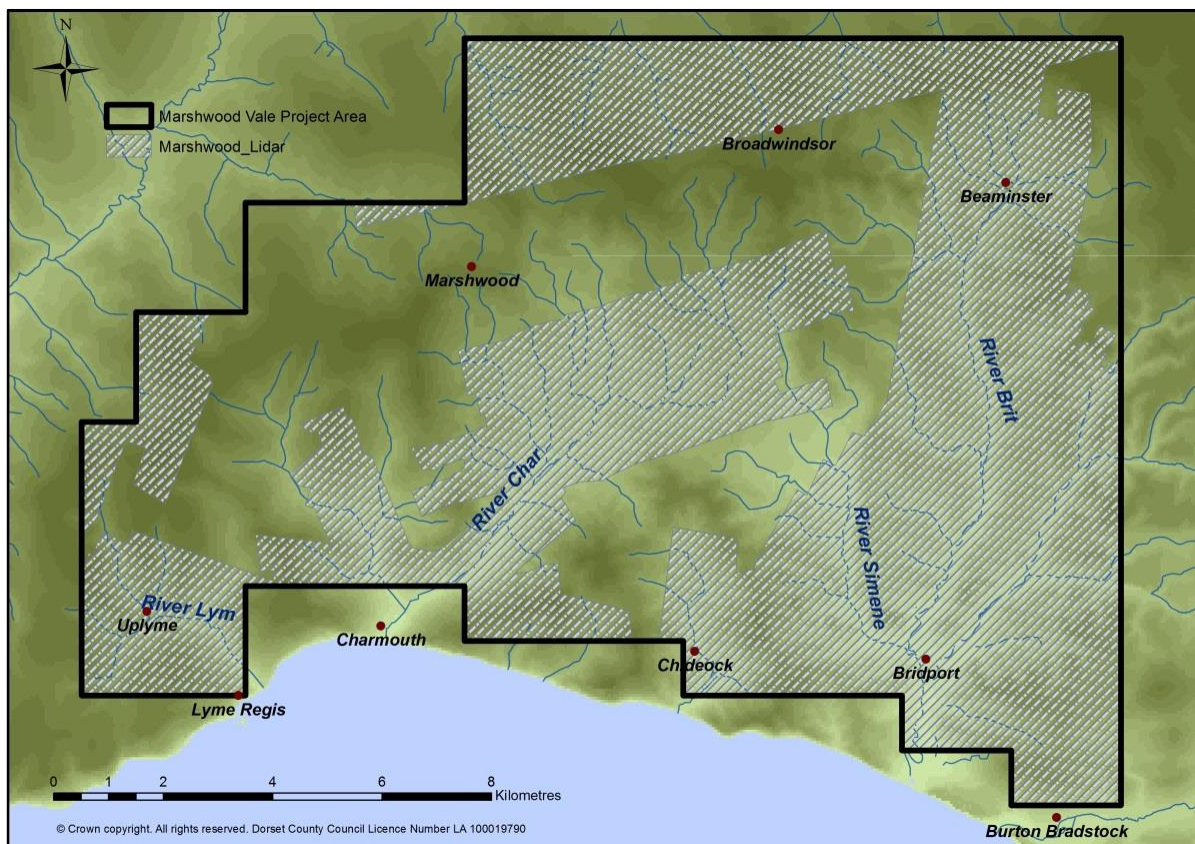 N
Marshwood Vale Project Area
Marshwood_Lidar
Broadwindsor
Beaminster
Marshwood
River Brit
River Char
River Simene
River Lym
Uplyme
Charmouth
Chideock
Bridport
Lyme Regis
0 1 2 4 6 8
Kilometres
© Crown copyright. All rights reserved. Dorset County Council Licence Number LA 100019790
Burton Bradstock